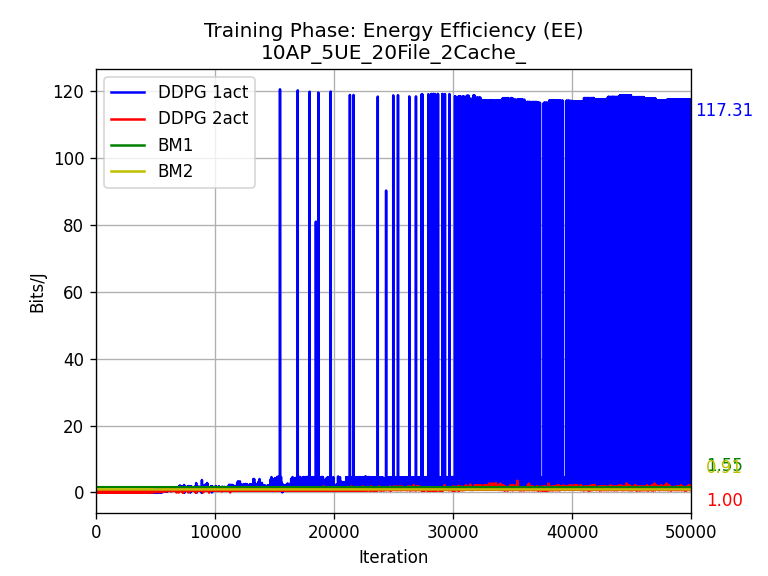 Training Phase: Energy Efficiency (EE)
10AP_5UE_20File_2Cache_
DDPG 1act
DDPG 2act
BM1
BM2
Bits/J
120
100
80
60
40
20
0
0
10000
20000
30000
40000
50000
Iteration
117.31
1.00